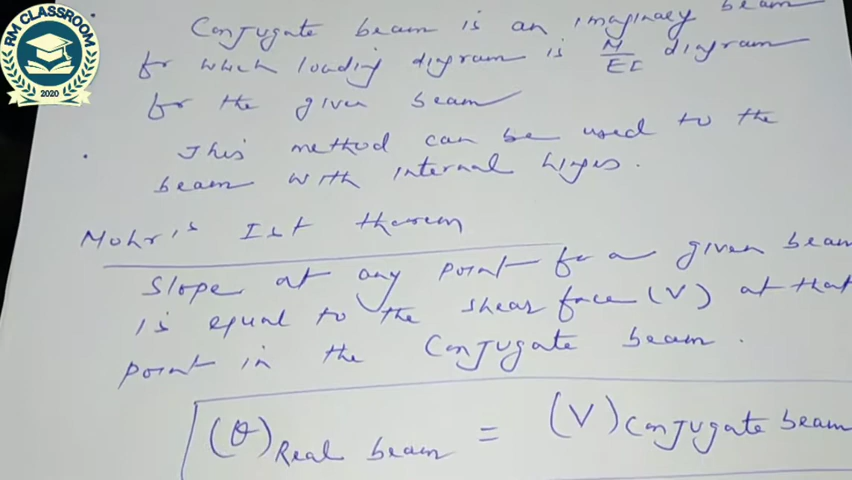 RM CLASSROOM
2020
Conjugate beam is an imaginary beam
for which loading diagram is M/EI diagram
for the given beam
. This method can be used to the
beam with internal hinges.
Mohr's Ist theorem
Slope at any point for a given beam
is equal to the shear force (V) at that
point in the Conjugate beam.
(θ)Real beam = (V)Conjugate beam